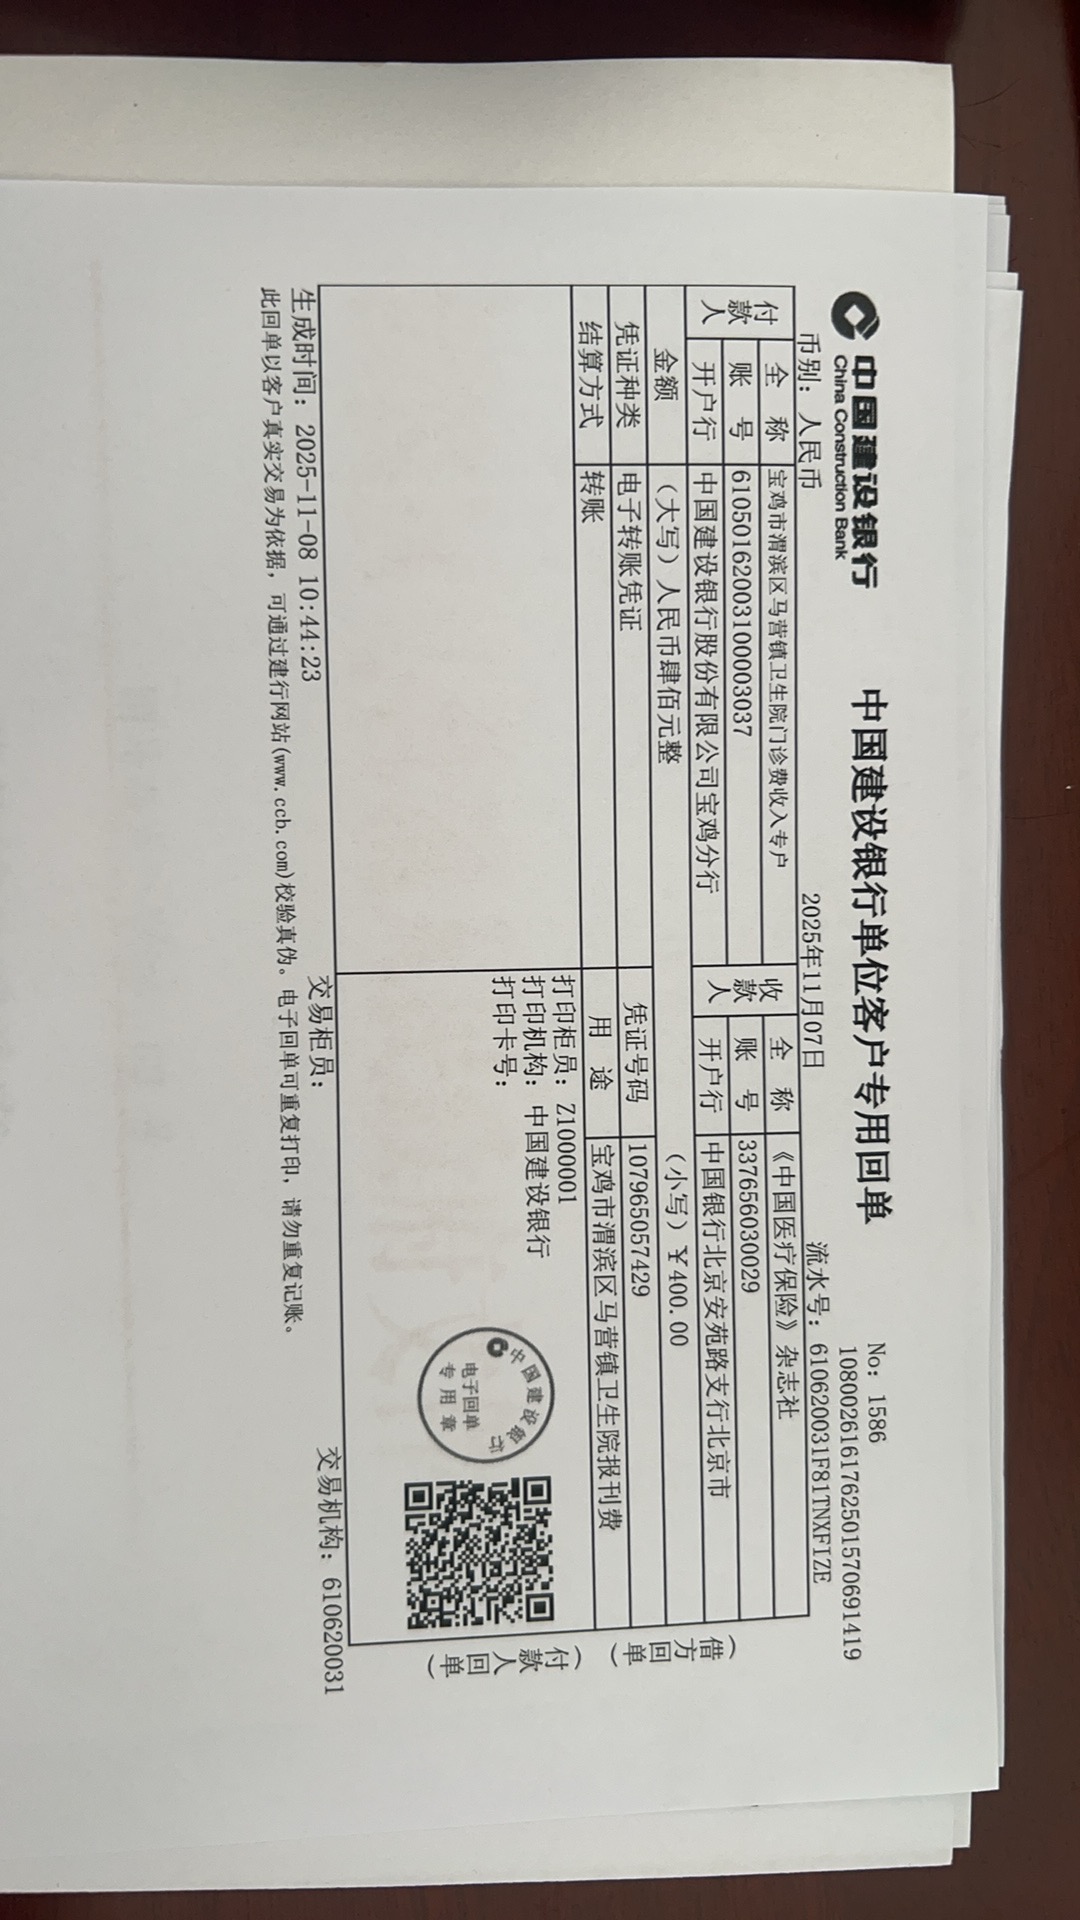 中国建设银行
China Construction Bank
中国建设银行单位客户专用回单
No: 1586
1080026161762501570691419
币别: 人民币
2025年11月07日
流水号: 610620031F81TNXFIZE
付款人
全 称
宝鸡市渭滨区马营镇卫生院门诊费收入专户
账 号
61050162003100003037
开户行
中国建设银行股份有限公司宝鸡分行
收款人
全 称
《中国医疗保险》杂志社
账 号
337656030029
开户行
中国银行北京安苑路支行北京市
金额
(大写)人民币肆佰元整
(小写)¥400.00
凭证种类
电子转账凭证
凭证号码
107965057429
结算方式
转账
用 途
宝鸡市渭滨区马营镇卫生院报刊费
打印柜员: Z1000001
打印机构: 中国建设银行
打印卡号:
中国建设银行
电子回单
专用章
(借方回单)
(付款人回单)
生成时间: 2025-11-08 10:44:23
交易柜员:
交易机构: 610620031
此回单以客户真实交易为依据,可通过建行网站(www.ccb.com)校验真伪。电子回单可重复打印,请勿重复记账。